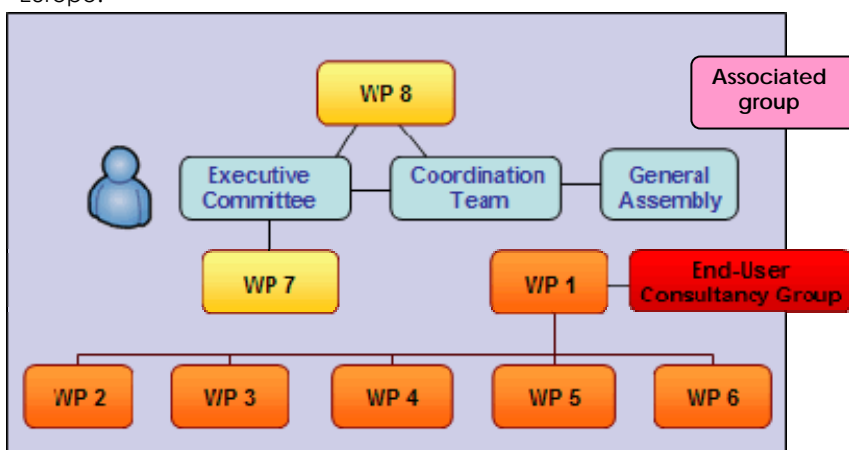 WP 8
Associated
group
Executive
Committee
Coordination
Team
General
Assembly
WP 7
WP 1
End-User
Consultancy Group
WP 2
WP 3
WP 4
WP 5
WP 6